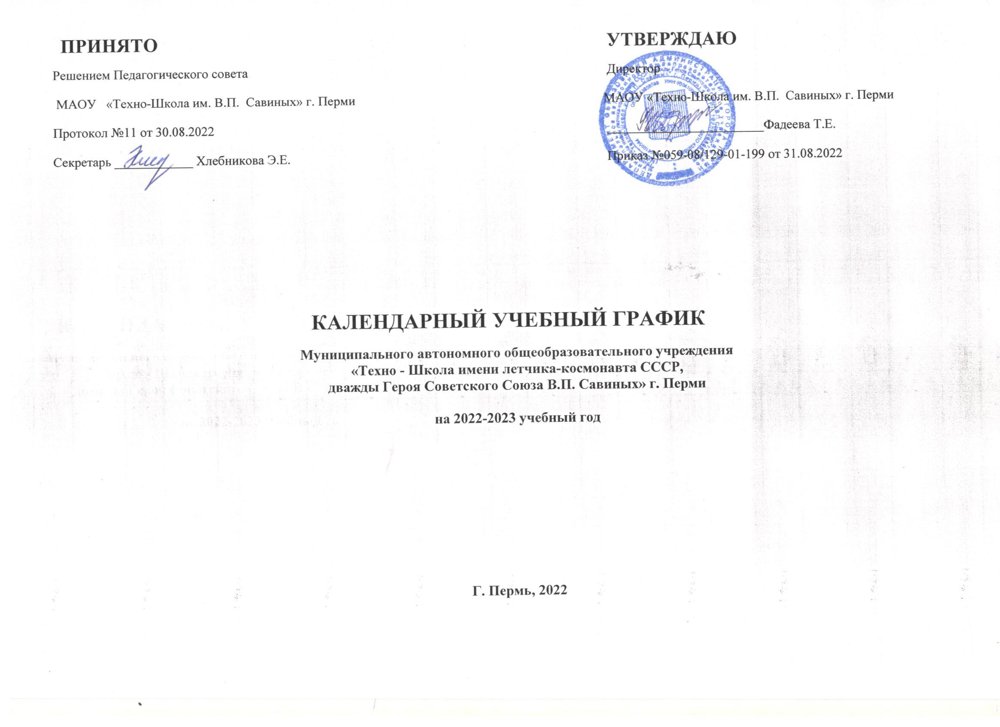 ПРИНЯТО
Решением Педагогического совета
МАОУ «Техно-Школа им. В.П. Савиных» г. Перми
Протокол №11 от 30.08.2022
Секретарь ____________ Хлебникова Э.Е.
УТВЕРЖДАЮ
Директор
МАОУ «Техно-Школа им. В.П. Савиных» г. Перми
________________________Фадеева Т.Е.
Приказ №059-08/129-01-199 от 31.08.2022
КАЛЕНДАРНЫЙ УЧЕБНЫЙ ГРАФИК
Муниципального автономного общеобразовательного учреждения
«Техно - Школа имени летчика-космонавта СССР,
дважды Героя Советского Союза В.П. Савиных» г. Перми
на 2022-2023 учебный год
Г. Пермь, 2022